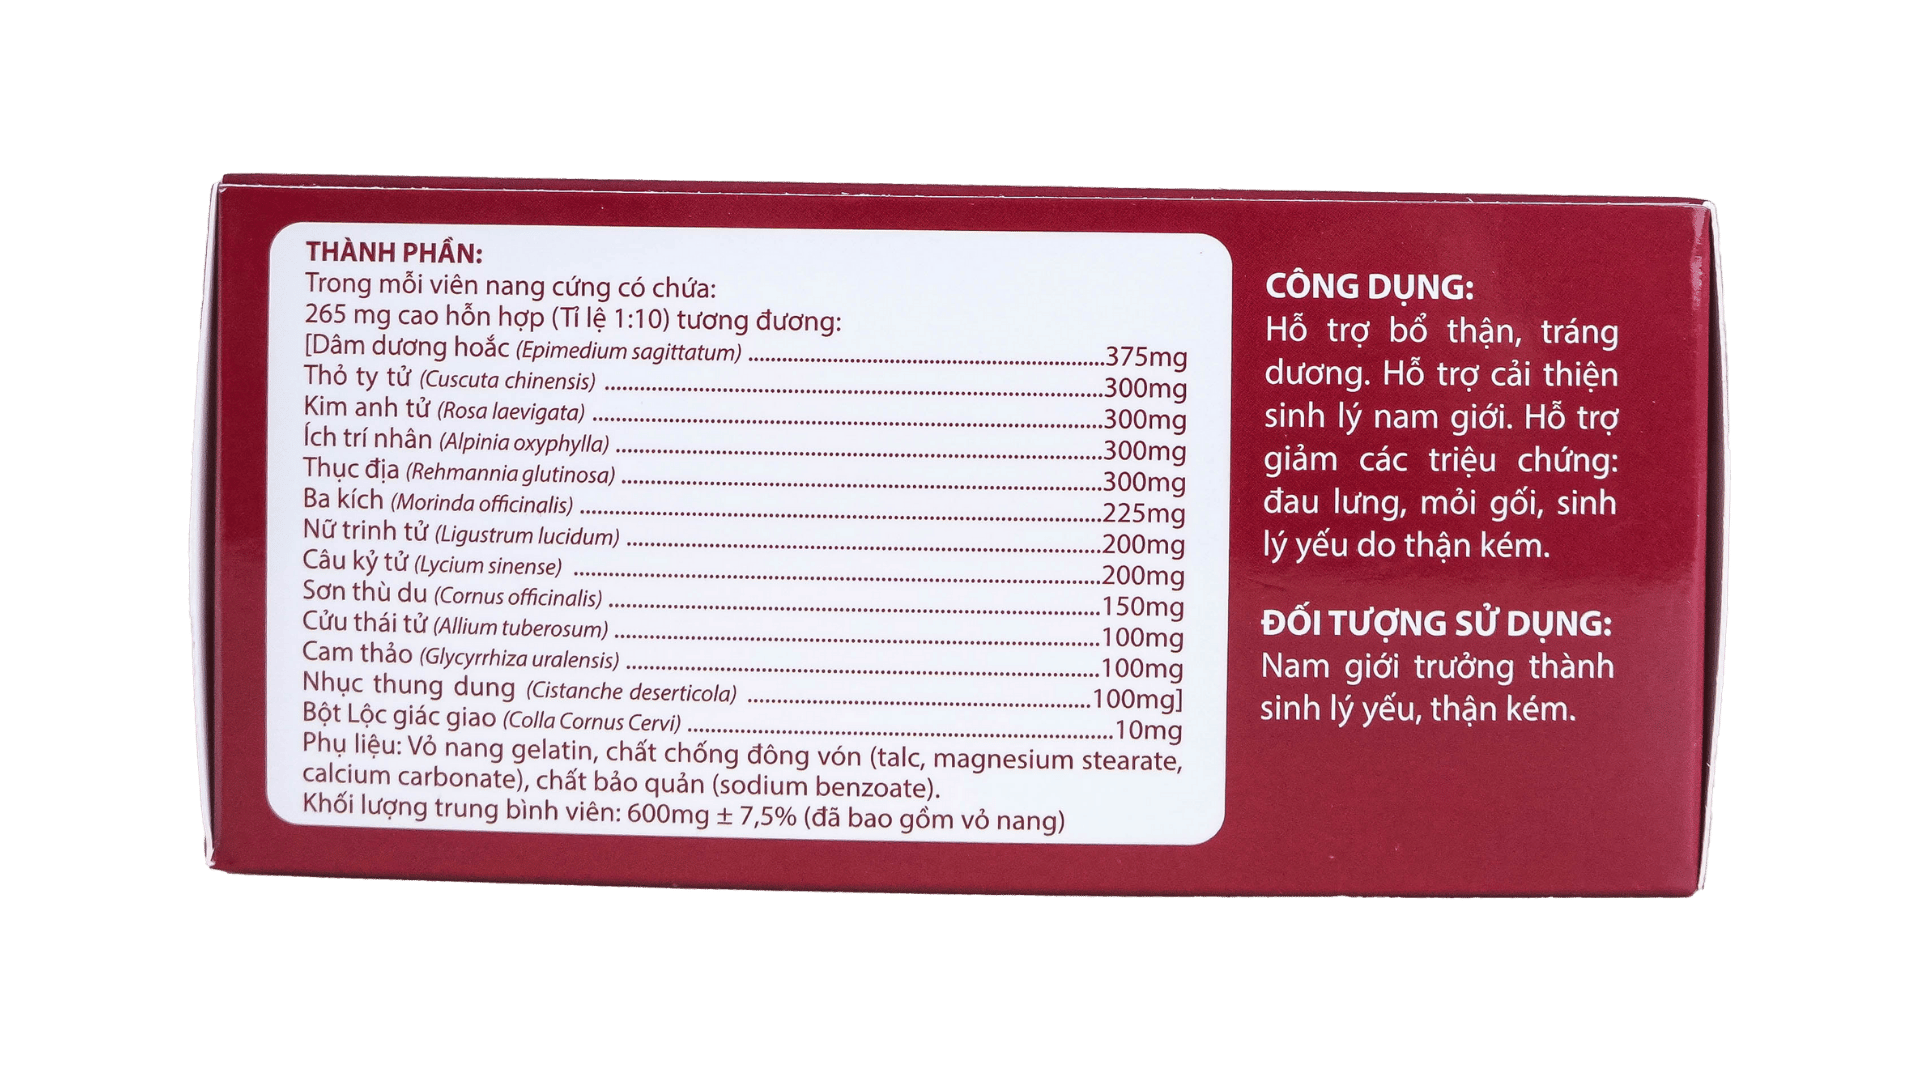 THÀNH PHẦN:
Trong mỗi viên nang cứng có chứa:
265 mg cao hỗn hợp (Tỉ lệ 1:10) tương đương:
[Dâm dương hoắc (Epimedium sagittatum) ..........375mg
Thỏ ty tử (Cuscuta chinensis) ..........300mg
Kim anh tử (Rosa laevigata) ..........300mg
Ích trí nhân (Alpinia oxyphylla) ..........300mg
Thục địa (Rehmannia glutinosa) ..........300mg
Ba kích (Morinda officinalis) ..........225mg
Nữ trinh tử (Ligustrum lucidum) ..........200mg
Câu kỷ tử (Lycium sinense) ..........200mg
Sơn thù du (Cornus officinalis) ..........150mg
Cửu thái tử (Allium tuberosum) ..........100mg
Cam thảo (Glycyrrhiza uralensis) ..........100mg
Nhục thung dung (Cistanche deserticola) ..........100mg]
Bột Lộc giác giao (Colla Cornus Cervi) ..........10mg
Phụ liệu: Vỏ nang gelatin, chất chống đông vón (talc, magnesium stearate,
calcium carbonate), chất bảo quản (sodium benzoate).
Khối lượng trung bình viên: 600mg ± 7,5% (đã bao gồm vỏ nang)
CÔNG DỤNG:
Hỗ trợ bổ thận, tráng
dương. Hỗ trợ cải thiện
sinh lý nam giới. Hỗ trợ
giảm các triệu chứng:
đau lưng, mỏi gối, sinh
lý yếu do thận kém.
ĐỐI TƯỢNG SỬ DỤNG:
Nam giới trưởng thành
sinh lý yếu, thận kém.